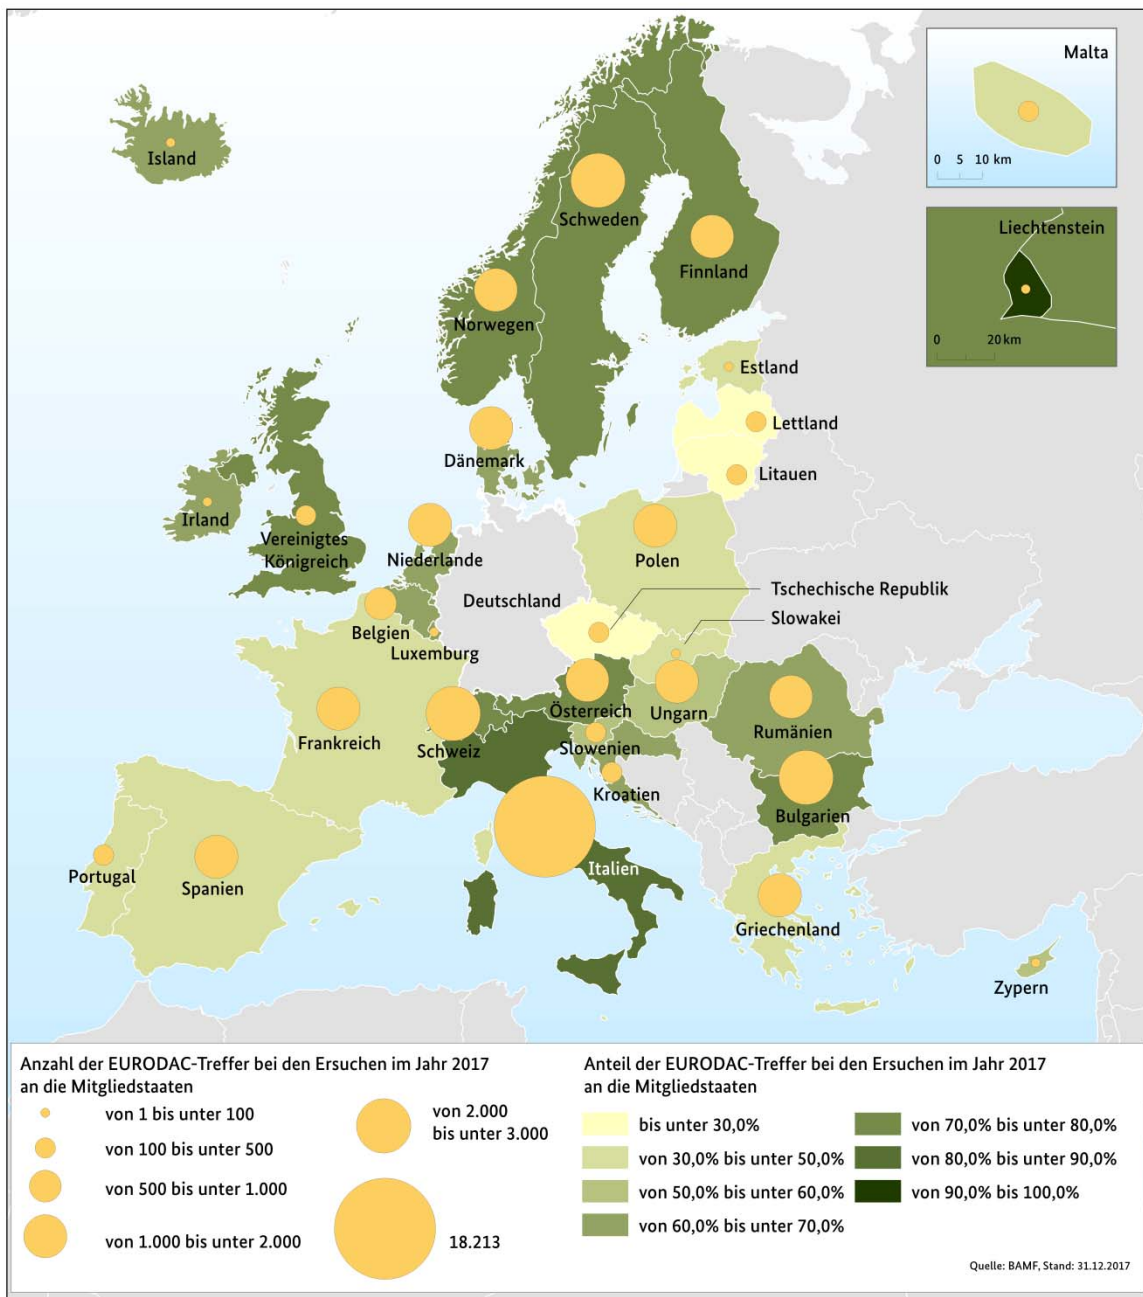 Malta
0 5 10 km
Liechtenstein
0 20 km
Island
Schweden
Finnland
Norwegen
Estland
Lettland
Dänemark
Litauen
Irland
Vereinigtes
Königreich
Niederlande
Polen
Tschechische Republik
Deutschland
Slowakei
Belgien
Luxemburg
Österreich
Ungarn
Frankreich
Schweiz
Slowenien
Rumänien
Kroatien
Bulgarien
Italien
Portugal
Spanien
Griechenland
Zypern
Anzahl der EURODAC-Treffer bei den Ersuchen im Jahr 2017
an die Mitgliedstaaten
von 1 bis unter 100
von 100 bis unter 500
von 500 bis unter 1.000
von 1.000 bis unter 2.000
von 2.000
bis unter 3.000
18.213
Anteil der EURODAC-Treffer bei den Ersuchen im Jahr 2017
an die Mitgliedstaaten
bis unter 30,0%
von 30,0% bis unter 50,0%
von 50,0% bis unter 60,0%
von 60,0% bis unter 70,0%
von 70,0% bis unter 80,0%
von 80,0% bis unter 90,0%
von 90,0% bis 100,0%
Quelle: BAMF, Stand: 31.12.2017